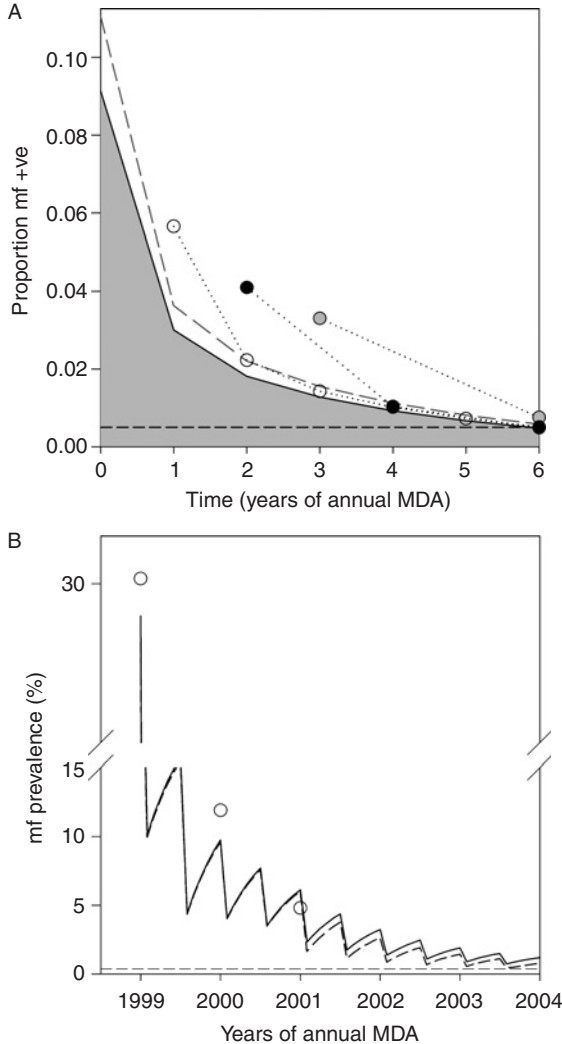 A
Proportion mf +ve
0.10
0.08
0.06
0.04
0.02
0.00
0 1 2 3 4 5 6
Time (years of annual MDA)
B
mf prevalence (%)
30
15
10
5
0
1999 2000 2001 2002 2003 2004
Years of annual MDA